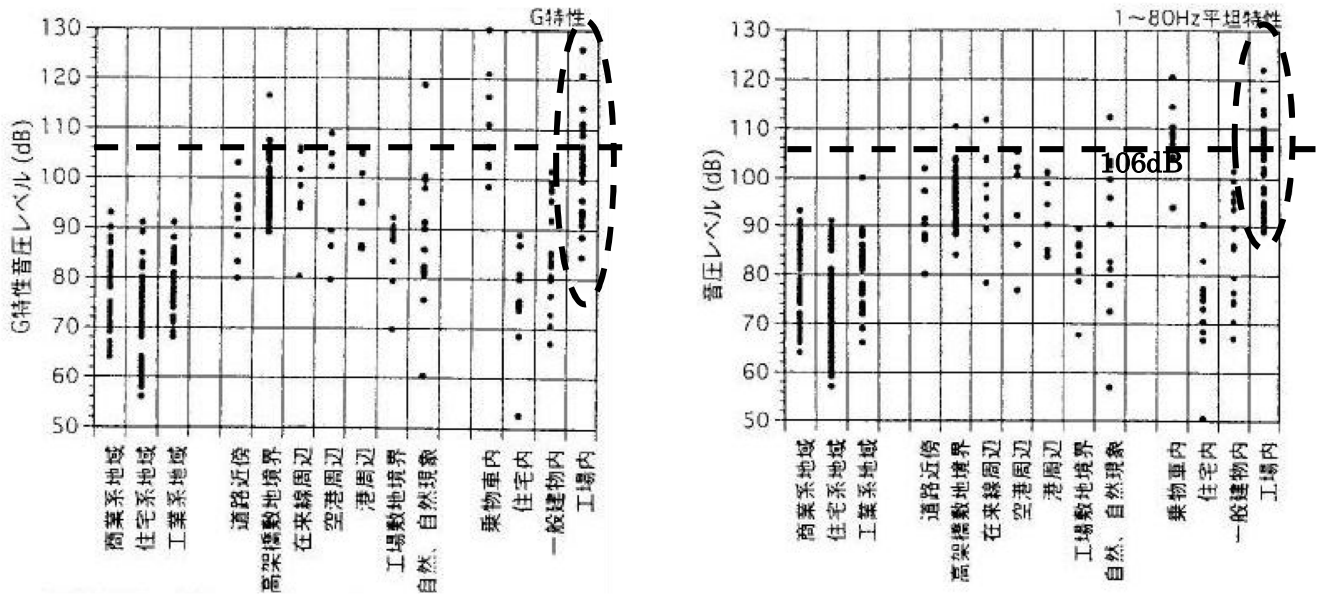 G特性
130
120
110
100
90
80
70
60
50
G特性音圧レベル(dB)
商業系地域
住宅系地域
工業系地域
道路近傍
高架橋敷地境界
在来線周辺
空港周辺
港周辺
工場敷地境界
自然、自然現象
乗物車内
住宅内
一般建物内
工場内
1~80Hz平坦特性
130
120
110
100
90
80
70
60
50
音圧レベル(dB)
106dB
商業系地域
住宅系地域
工業系地域
道路近傍
高架橋敷地境界
在来線周辺
空港周辺
港周辺
工場敷地境界
自然、自然現象
乗物車内
住宅内
一般建物内
工場内